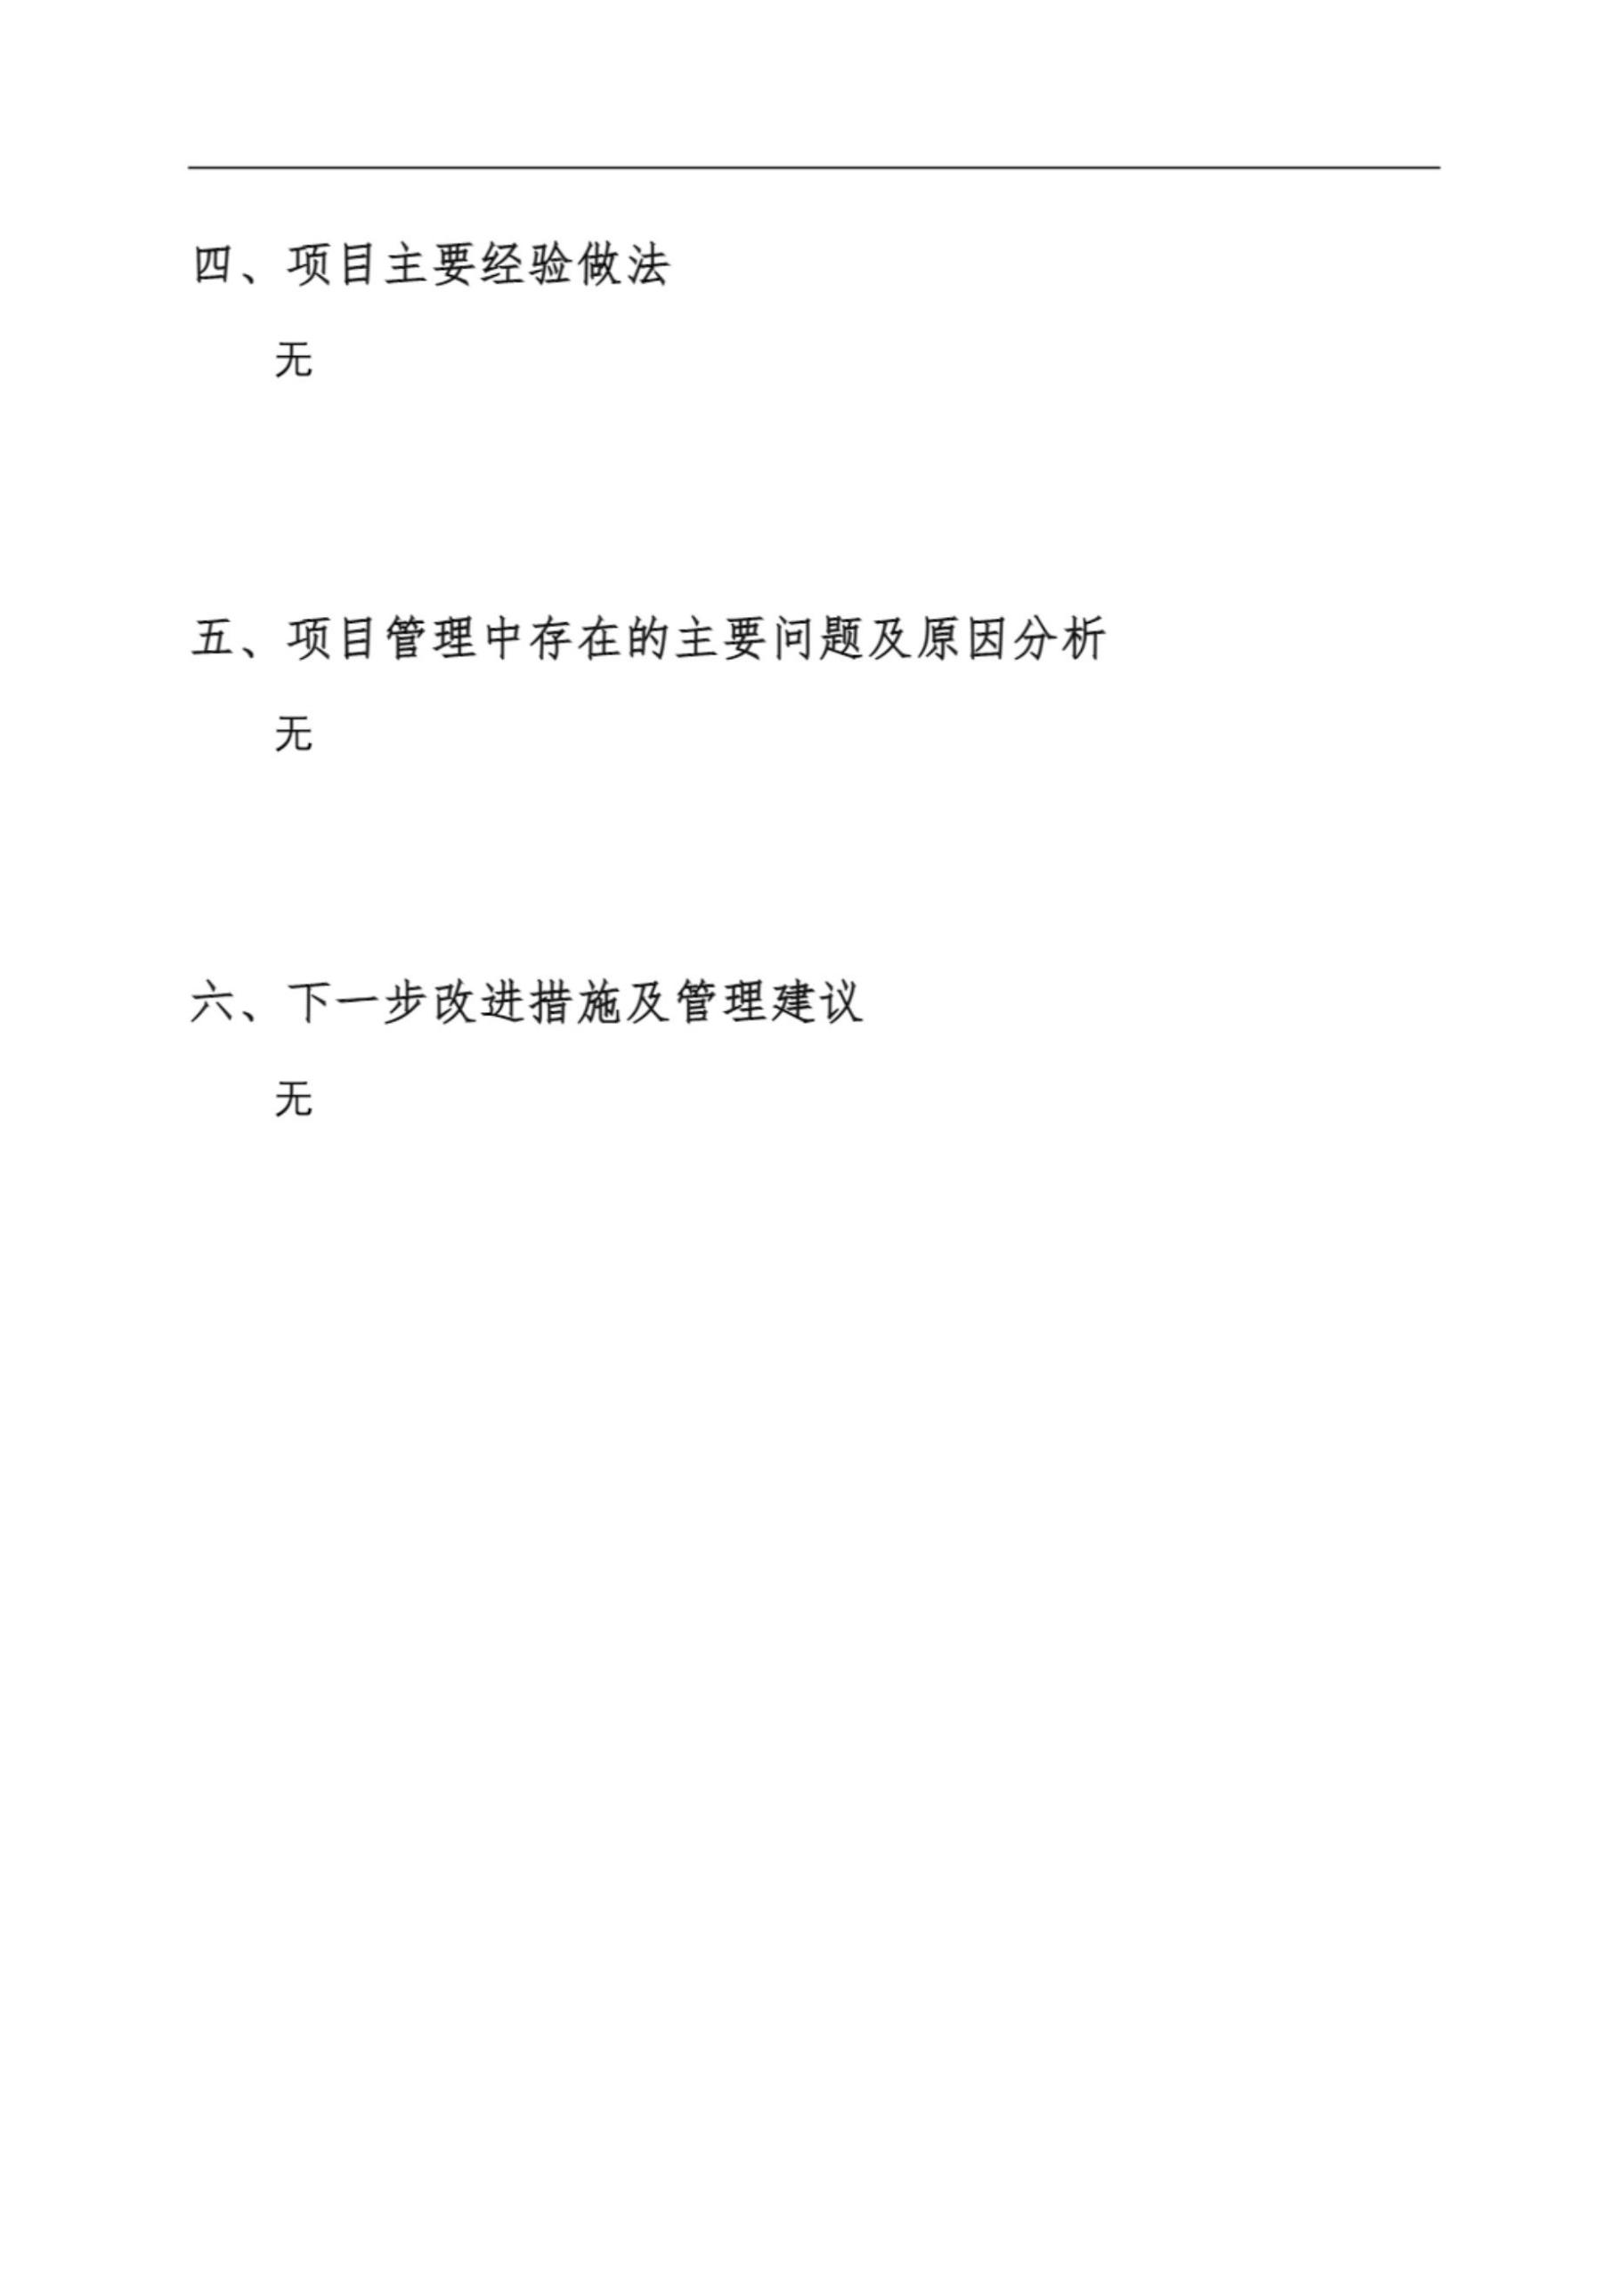 四、项目主要经验做法
无
五、项目管理中存在的主要问题及原因分析
无
六、下一步改进措施及管理建议
无